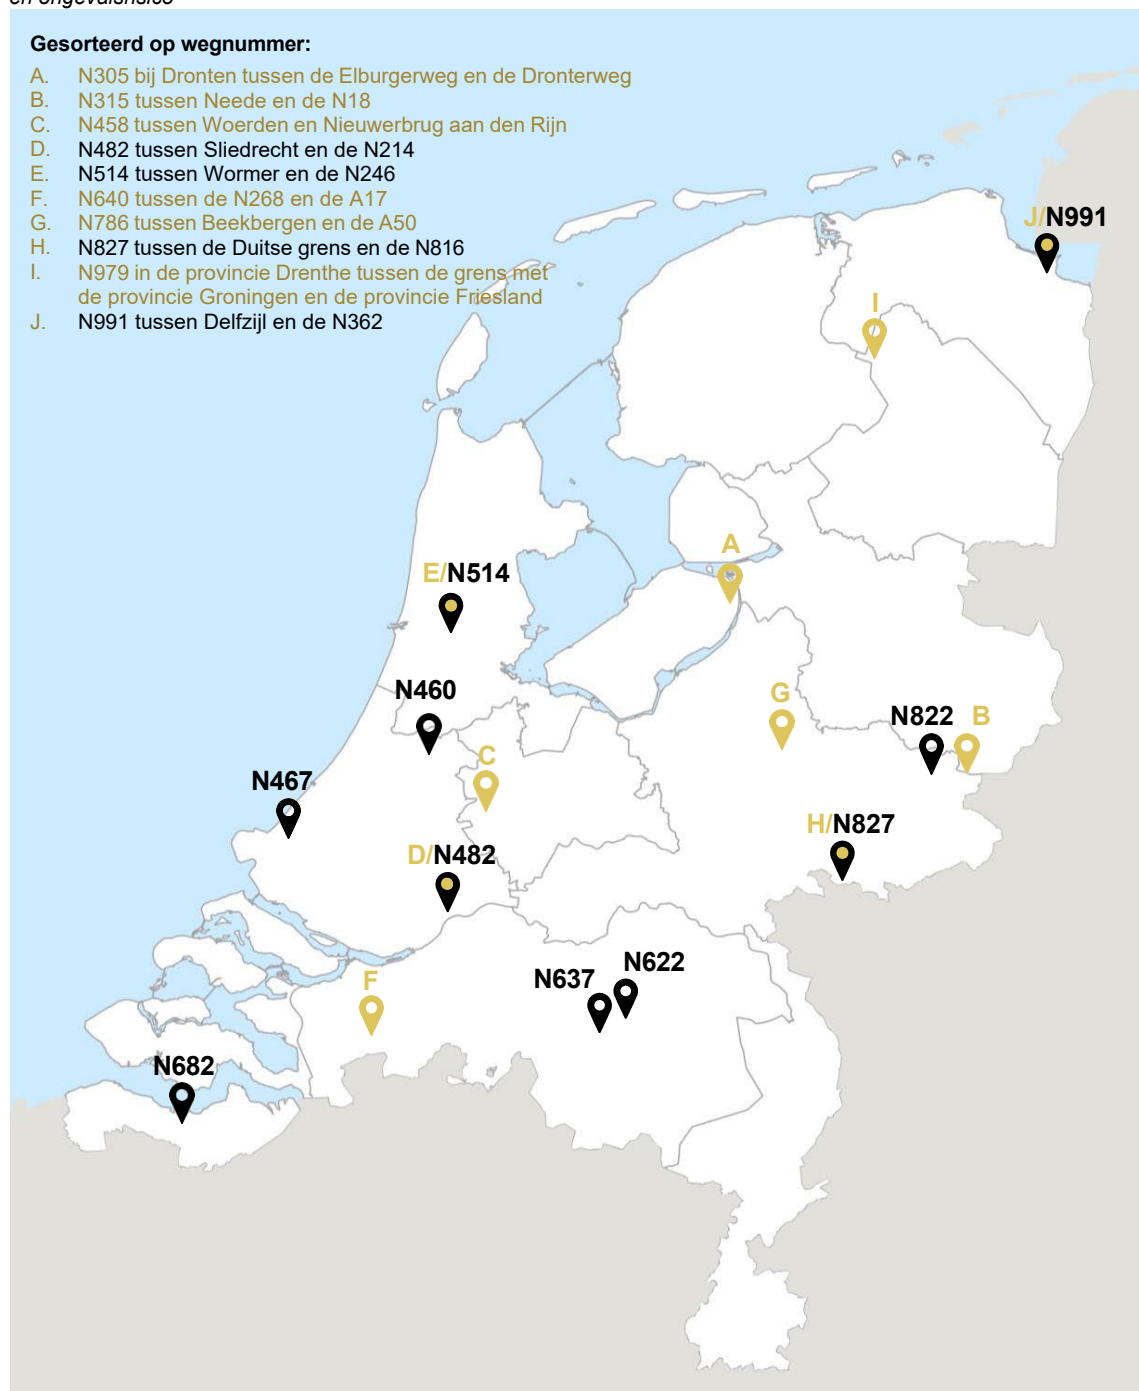 en ongevalsrisico
Gesorteerd op wegnummer:
A. N305 bij Dronten tussen de Elburgerweg en de Dronterweg
B. N315 tussen Neede en de N18
C. N458 tussen Woerden en Nieuwerbrug aan den Rijn
D. N482 tussen Sliedrecht en de N214
E. N514 tussen Wormer en de N246
F. N640 tussen de N268 en de A17
G. N786 tussen Beekbergen en de A50
H. N827 tussen de Duitse grens en de N816
I. N979 in de provincie Drenthe tussen de grens met
de provincie Groningen en de provincie Friesland
J. N991 tussen Delfzijl en de N362
J/N991
I
A
E/N514
N460
G
N822
B
C
N467
H/N827
D/N482
N622
N637
F
N682